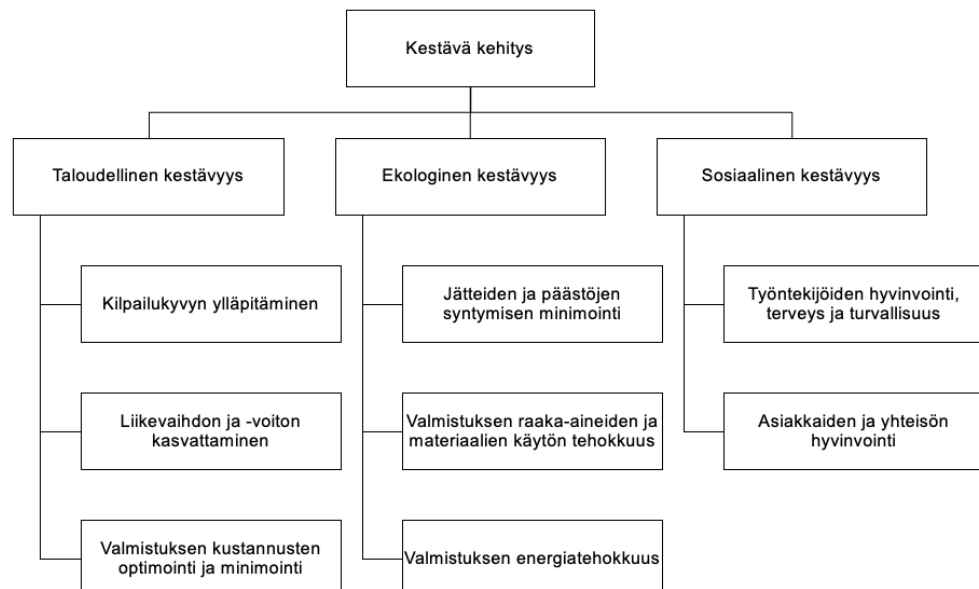 Kestävä kehitys
Taloudellinen kestävyys
Ekologinen kestävyys
Sosiaalinen kestävyys
Kilpailukyvyn ylläpitäminen
Jätteiden ja päästöjen
syntymisen minimointi
Työntekijöiden hyvinvointi,
terveys ja turvallisuus
Liikevaihdon ja -voiton
kasvattaminen
Valmistuksen raaka-aineiden ja
materiaalien käytön tehokkuus
Asiakkaiden ja yhteisön
hyvinvointi
Valmistuksen kustannusten
optimointi ja minimointi
Valmistuksen energiatehokkuus